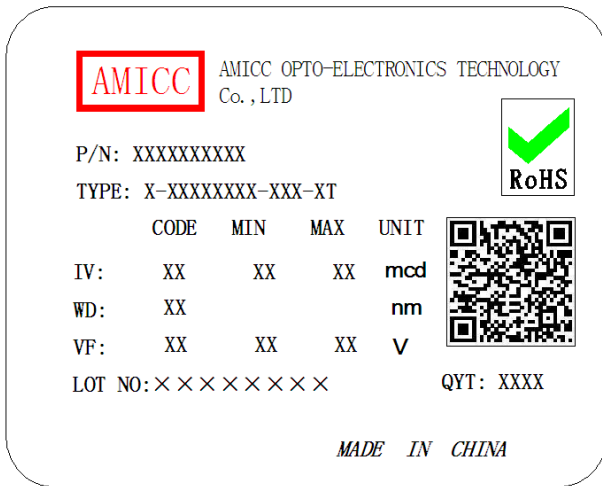 AMICC
AMICC OPTO-ELECTRONICS TECHNOLOGY
Co.,LTD
RoHS
P/N: XXXXXXXXXX
TYPE: X-XXXXXXXX-XXX-XT
CODE MIN MAX UNIT
IV: XX XX XX mcd
WD: XX nm
VF: XX XX XX V
LOT NO:×××××××× QYT: XXXX
MADE IN CHINA